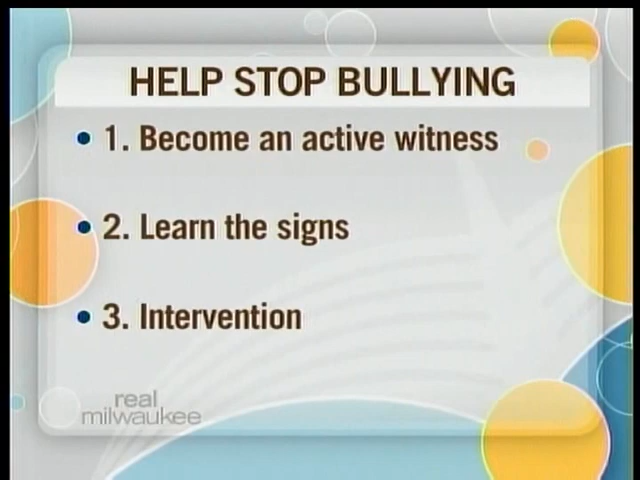 HELP STOP BULLYING
• 1. Become an active witness
• 2. Learn the signs
• 3. Intervention
real
milwaukee